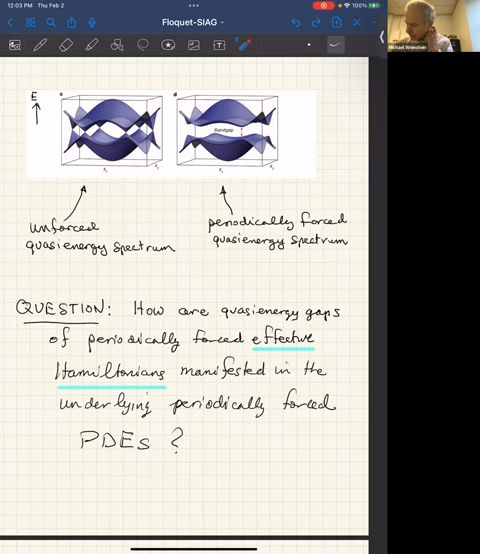 12:03 PM Thu Feb 2
100%
Floquet-SIAG
Michael Weinstein
E
c
d
Bandgap
unforced
quasienergy spectrum
periodically forced
quasienergy spectrum
QUESTION: How are quasienergy gaps
of periodically forced effective
Hamiltonians manifested in the
underlying periodically forced
PDEs ?